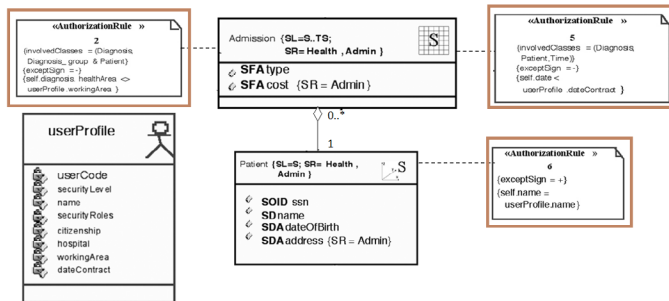 «AuthorizationRule »
2
{involvedClasses = (Diagnosis,
Diagnosis_group & Patient}
{exceptSign =-}
{self.diagnosis. healthArea <>
userProfile .workingArea }
Admission {SL=S..TS;
SR= Health , Admin }
S
SFA type
SFA cost {SR = Admin}
«AuthorizationRule »
5
(involvedClasses = (Diagnosis,
Patient,Time))
{exceptSign =-}
{self.date <
userProfile .dateContract }
0..*
1
userProfile
userCode
securityLevel
name
securityRoles
citizenship
hospital
workingArea
dateContract
Patient {SL=S; SR= Health ,
Admin }
S
SOID ssn
SD name
SDA dateOfBirth
SDA address {SR = Admin}
«AuthorizationRule »
6
{exceptSign = +}
{self.name =
userProfile.name}